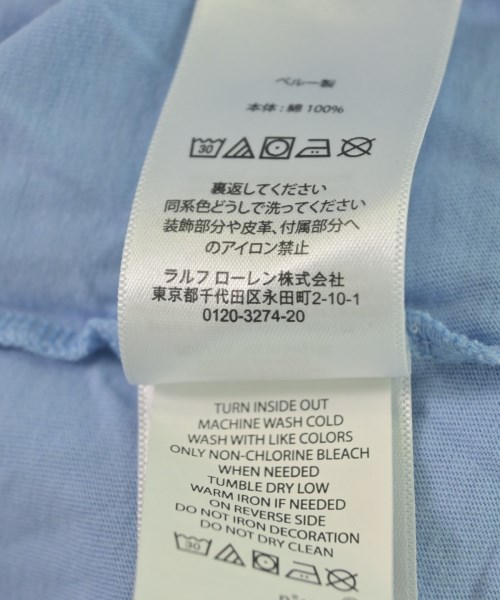 ペルー製
本体：綿 100%
30
裏返してください
同系色どうしで洗ってください
装飾部分や皮革、付属部分へ
のアイロン禁止
ラルフ ローレン株式会社
東京都千代田区永田町2-10-1
0120-3274-20
TURN INSIDE OUT
MACHINE WASH COLD
WASH WITH LIKE COLORS
ONLY NON-CHLORINE BLEACH
WHEN NEEDED
TUMBLE DRY LOW
WARM IRON IF NEEDED
ON REVERSE SIDE
DO NOT IRON DECORATION
DO NOT DRY CLEAN
30